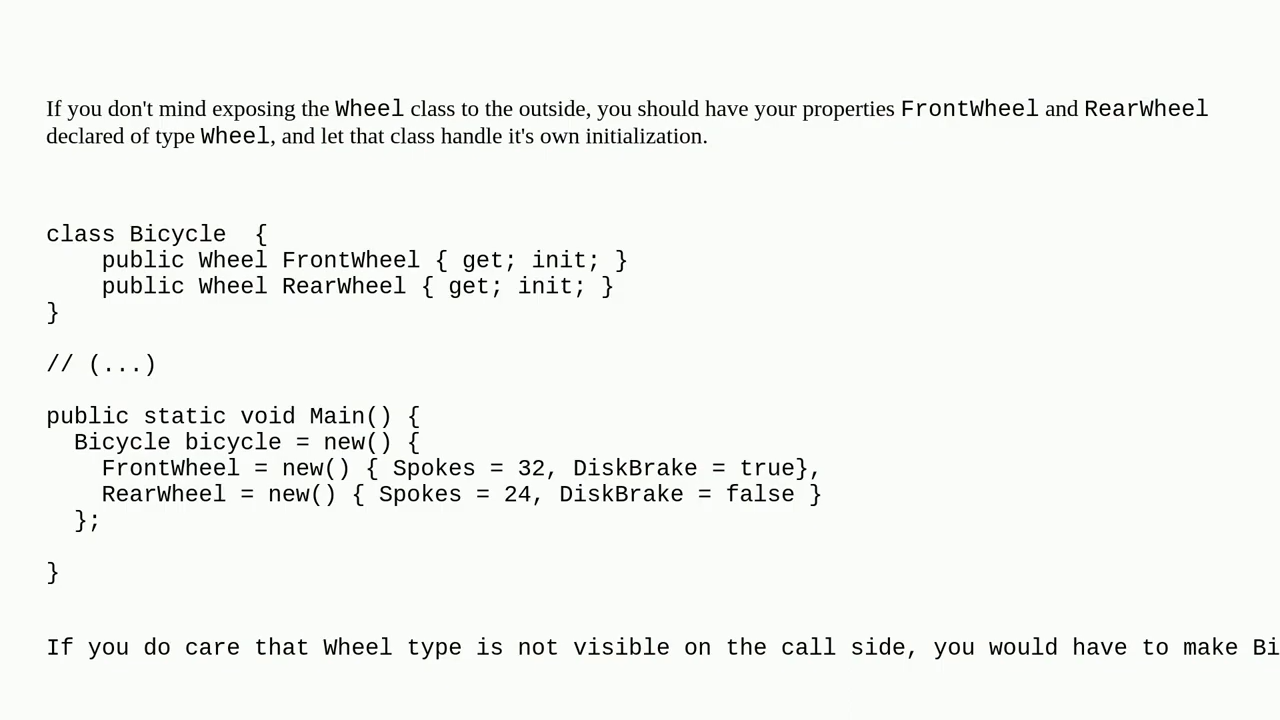 If you don't mind exposing the Wheel class to the outside, you should have your properties FrontWheel and RearWheel
declared of type Wheel, and let that class handle it's own initialization.
class Bicycle  {
    public Wheel FrontWheel { get; init; }
    public Wheel RearWheel { get; init; }
}
// (...)
public static void Main() {
  Bicycle bicycle = new() {
    FrontWheel = new() { Spokes = 32, DiskBrake = true},
    RearWheel = new() { Spokes = 24, DiskBrake = false }
  };
}
If you do care that Wheel type is not visible on the call side, you would have to make